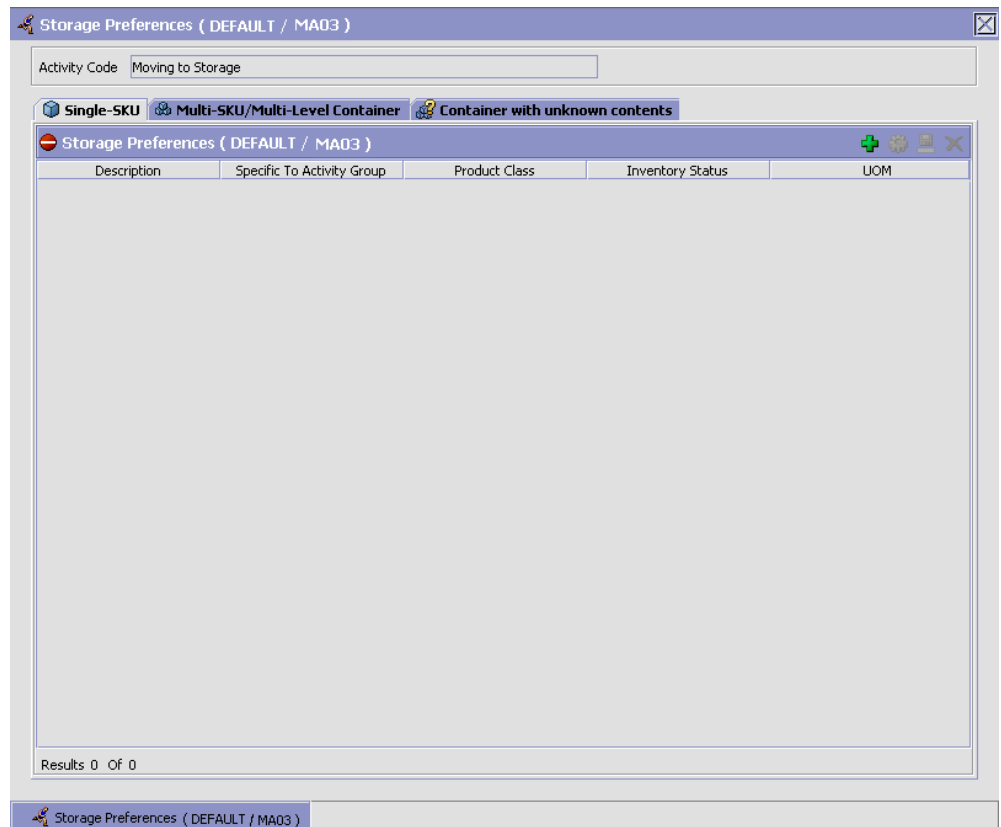 Storage Preferences ( DEFAULT / MA03 )
Activity Code Moving to Storage
Single-SKU Multi-SKU/Multi-Level Container Container with unknown contents
Storage Preferences ( DEFAULT / MA03 )
Description Specific To Activity Group Product Class Inventory Status UOM
Results 0 Of 0
Storage Preferences ( DEFAULT / MA03 )